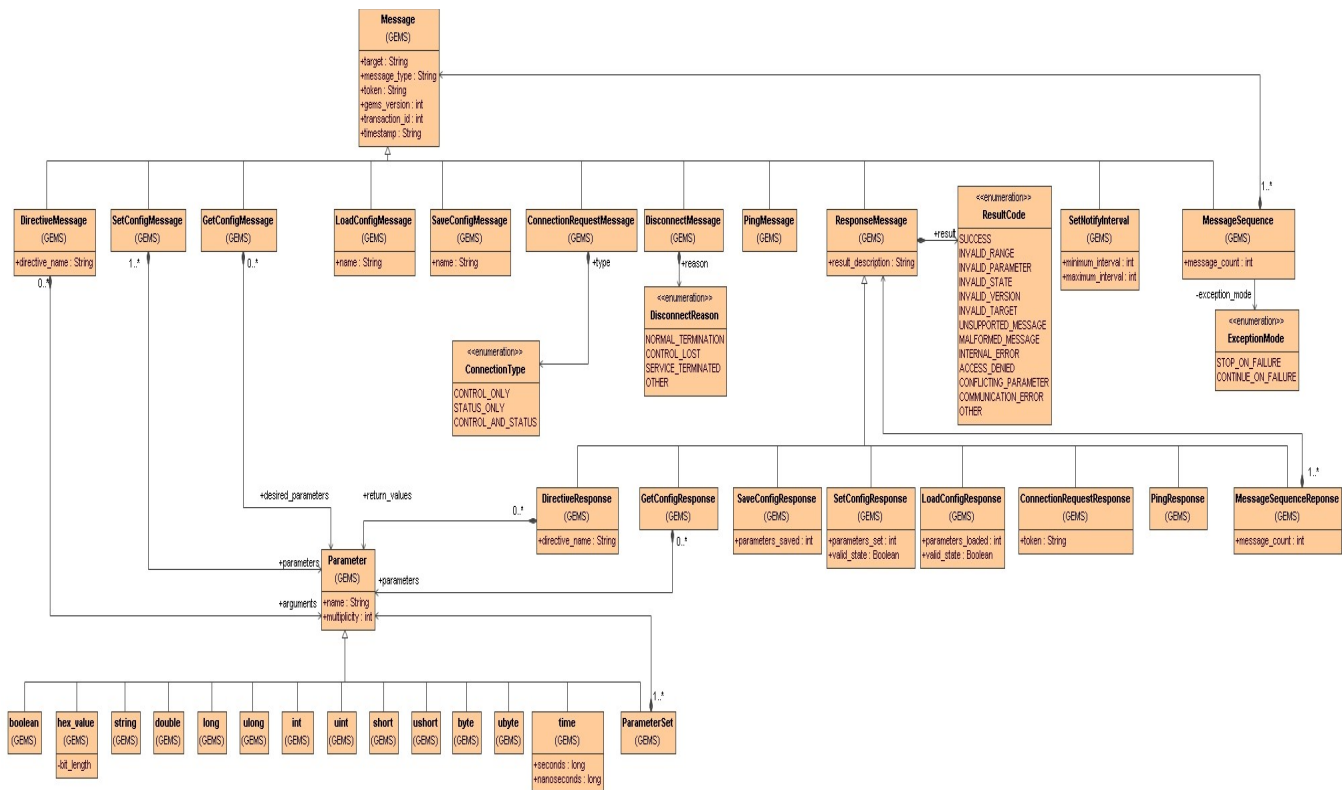 Message
(GEMS)
+target : String
+message_type : String
+token : String
+gems_version : int
+transaction_id : int
+timestamp : String
1..*
DirectiveMessage
(GEMS)
+directive_name : String
0..*
SetConfigMessage
(GEMS)
1..*
GetConfigMessage
(GEMS)
0..*
LoadConfigMessage
(GEMS)
+name : String
SaveConfigMessage
(GEMS)
+name : String
ConnectionRequestMessage
(GEMS)
+type
DisconnectMessage
(GEMS)
+reason
PingMessage
(GEMS)
ResponseMessage
(GEMS)
+result_description : String
+result
<<enumeration>>
ResultCode
SUCCESS
INVALID_RANGE
INVALID_PARAMETER
INVALID_STATE
INVALID_VERSION
INVALID_TARGET
UNSUPPORTED_MESSAGE
MALFORMED_MESSAGE
INTERNAL_ERROR
ACCESS_DENIED
CONFLICTING_PARAMETER
COMMUNICATION_ERROR
OTHER
SetNotifyInterval
(GEMS)
+minimum_interval : int
+maximum_interval : int
MessageSequence
(GEMS)
+message_count : int
-exception_mode
<<enumeration>>
ExceptionMode
STOP_ON_FAILURE
CONTINUE_ON_FAILURE
<<enumeration>>
DisconnectReason
NORMAL_TERMINATION
CONTROL_LOST
SERVICE_TERMINATED
OTHER
<<enumeration>>
ConnectionType
CONTROL_ONLY
STATUS_ONLY
CONTROL_AND_STATUS
1..*
+desired_parameters
+return_values
0..*
DirectiveResponse
(GEMS)
+directive_name : String
GetConfigResponse
(GEMS)
0..*
SaveConfigResponse
(GEMS)
+parameters_saved : int
SetConfigResponse
(GEMS)
+parameters_set : int
+valid_state : Boolean
LoadConfigResponse
(GEMS)
+parameters_loaded : int
+valid_state : Boolean
ConnectionRequestResponse
(GEMS)
+token : String
PingResponse
(GEMS)
MessageSequenceReponse
(GEMS)
+message_count : int
+parameters
Parameter
(GEMS)
+name : String
+multiplicity : int
+parameters
+arguments
1..*
boolean
(GEMS)
hex_value
(GEMS)
-bit_length
string
(GEMS)
double
(GEMS)
long
(GEMS)
ulong
(GEMS)
int
(GEMS)
uint
(GEMS)
short
(GEMS)
ushort
(GEMS)
byte
(GEMS)
ubyte
(GEMS)
time
(GEMS)
+seconds : long
+nanoseconds : long
ParameterSet
(GEMS)